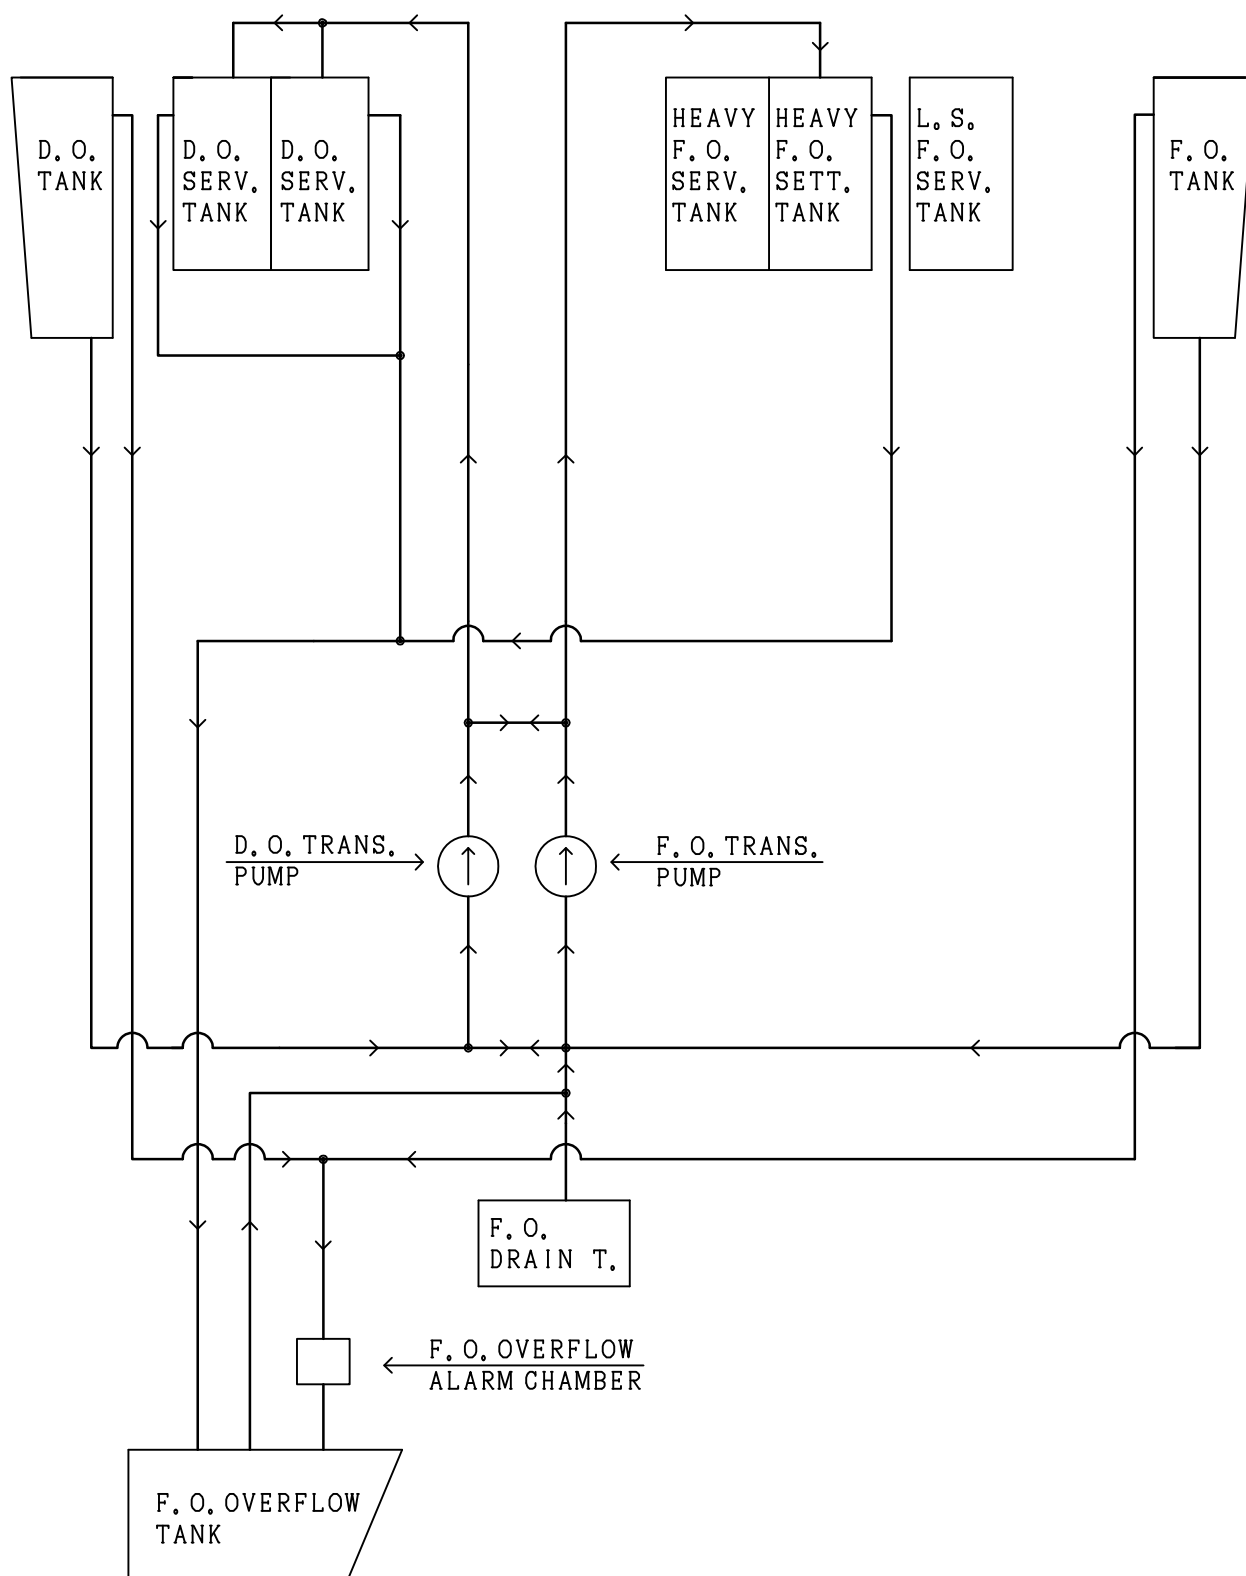 D.O.
TANK
D.O.
SERV.
TANK
D.O.
SERV.
TANK
HEAVY
F.O.
SERV.
TANK
HEAVY
F.O.
SETT.
TANK
L.S.
F.O.
SERV.
TANK
F.O.
TANK
D.O.TRANS.
PUMP
F.O.TRANS.
PUMP
F.O.
DRAIN T.
F.O.OVERFLOW
ALARM CHAMBER
F.O.OVERFLOW
TANK